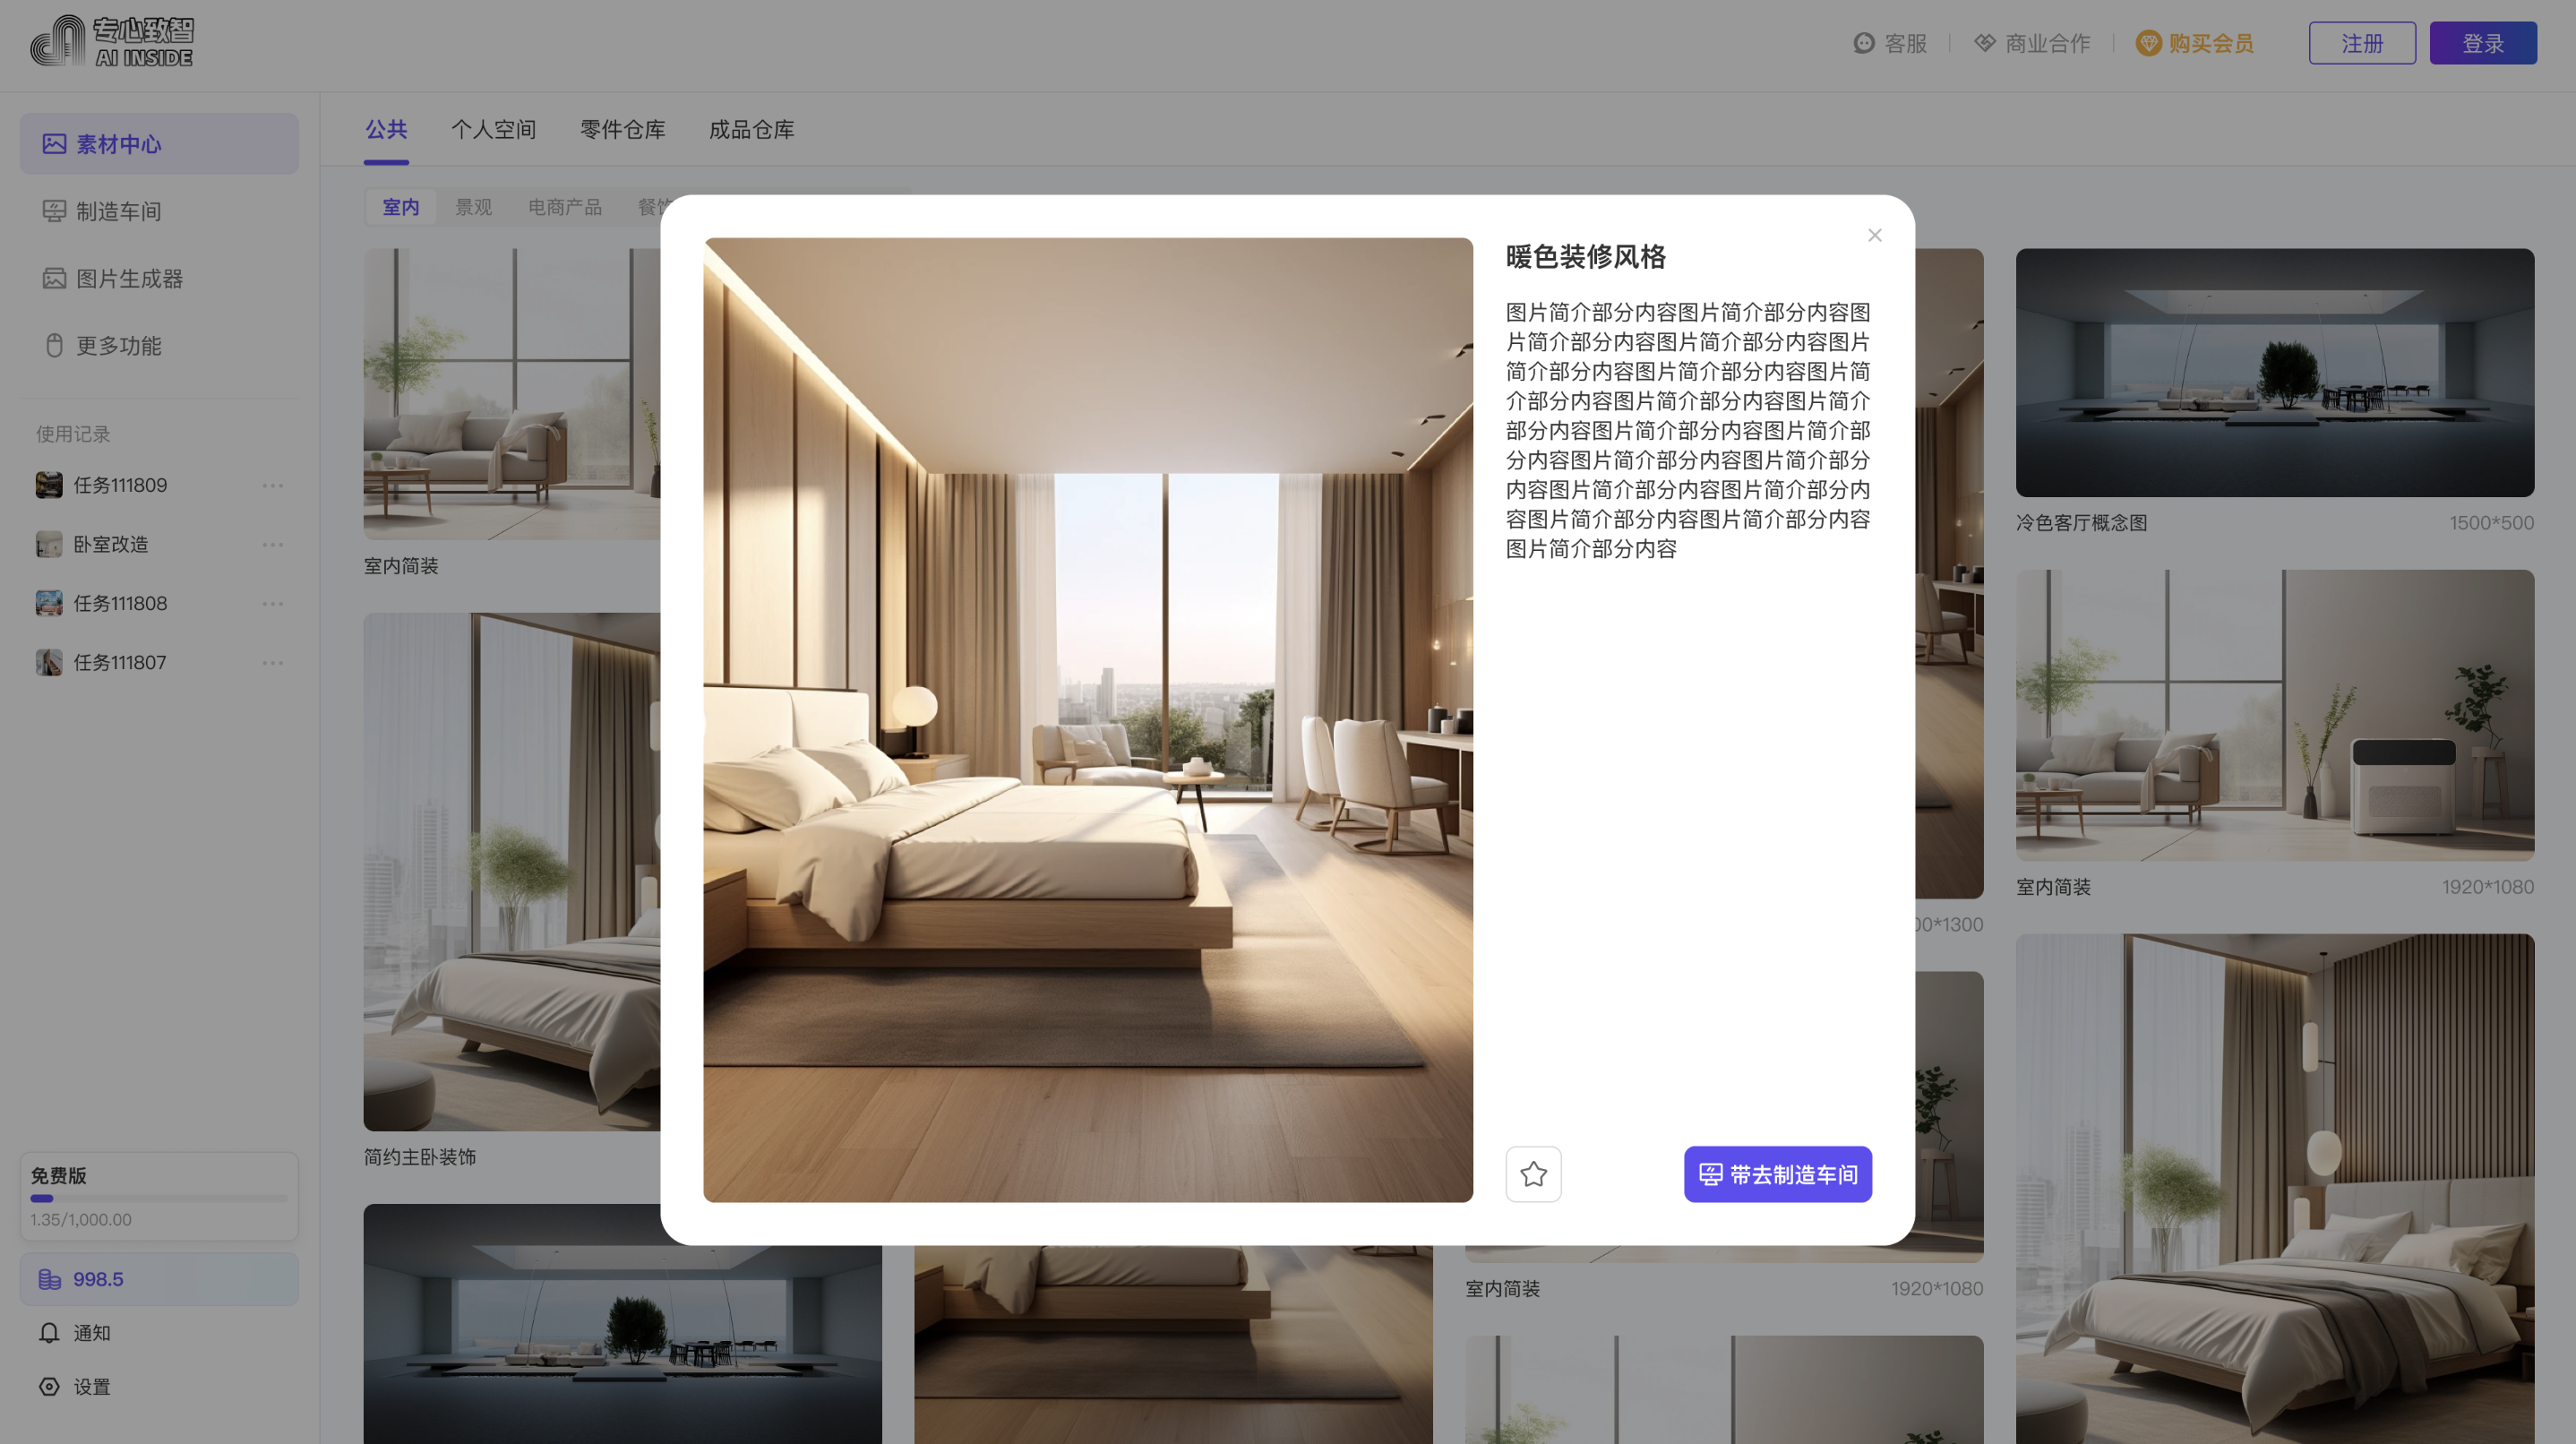 专心致智
AI INSIDE
客服
商业合作
购买会员
注册
登录
素材中心
制造车间
图片生成器
更多功能
使用记录
任务111809
卧室改造
任务111808
任务111807
免费版
1.35/1,000.00
998.5
通知
设置
公共
个人空间
零件仓库
成品仓库
室内
景观
电商产品
室内简装
简约主卧装饰
暖色装修风格
图片简介部分内容图片简介部分内容图
片简介部分内容图片简介部分内容图片
简介部分内容图片简介部分内容图片简
介部分内容图片简介部分内容图片简介
部分内容图片简介部分内容图片简介部
分内容图片简介部分内容图片简介部分
内容图片简介部分内容图片简介部分内
容图片简介部分内容图片简介部分内容
图片简介部分内容
带去制造车间
0*1300
室内简装
1920*1080
冷色客厅概念图
1500*500
室内简装
1920*1080